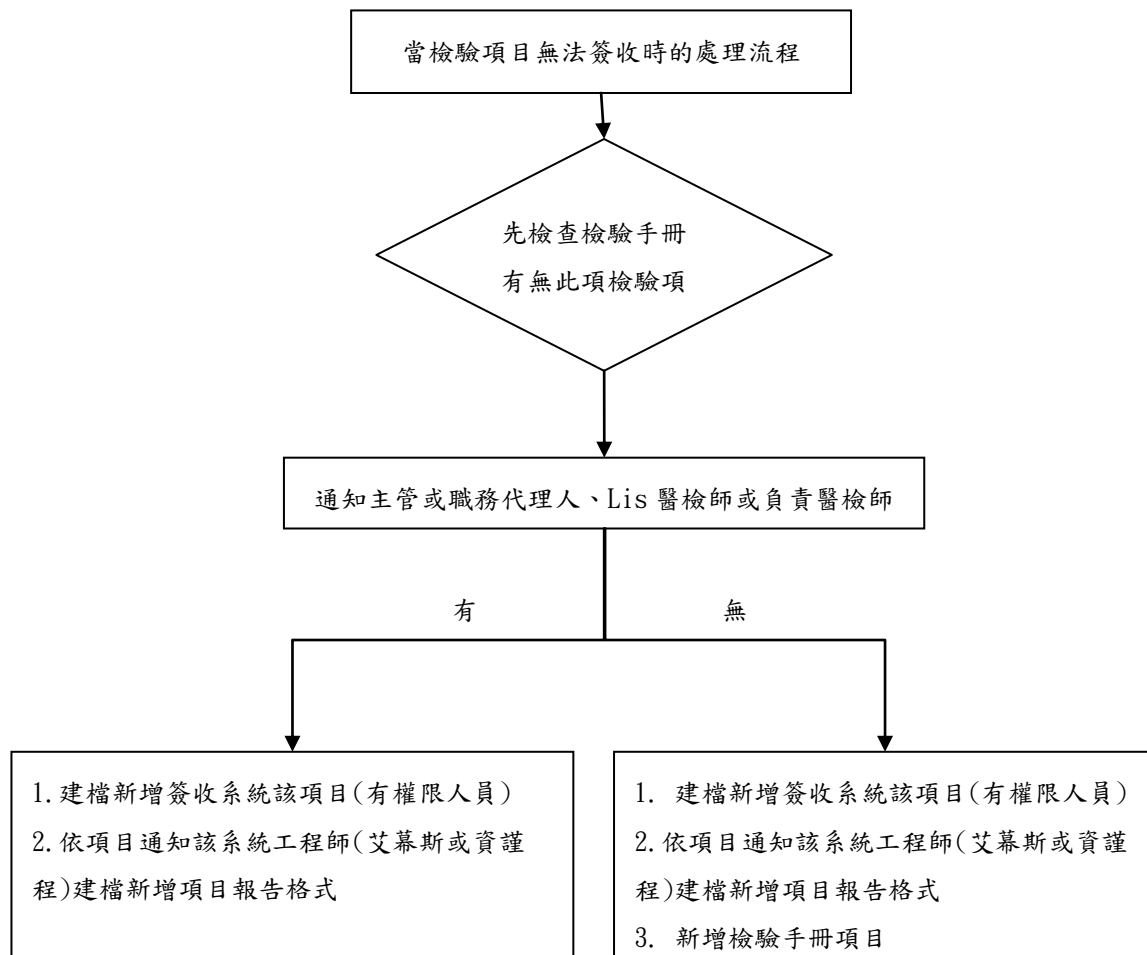 當檢驗項目無法簽收時的處理流程
先檢查檢驗手冊
有無此項檢驗項
通知主管或職務代理人、Lis 醫檢師或負責醫檢師
有
無
1.建檔新增簽收系統該項目(有權限人員)
2.依項目通知該系統工程師(艾幕斯或資謹
程)建檔新增項目報告格式
1. 建檔新增簽收系統該項目(有權限人員)
2.依項目通知該系統工程師(艾幕斯或資謹
程)建檔新增項目報告格式
3. 新增檢驗手冊項目